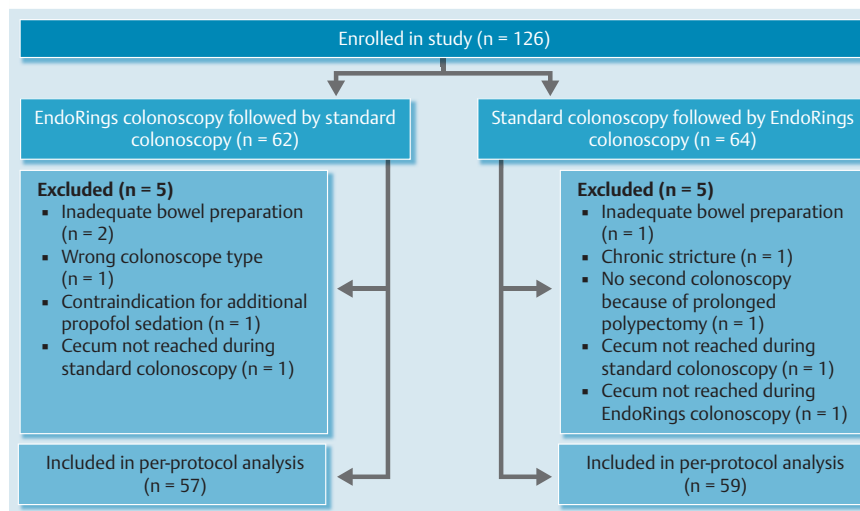 Enrolled in study (n = 126)
EndoRings colonoscopy followed by standard
colonoscopy (n = 62)
Standard colonoscopy followed by EndoRings
colonoscopy (n = 64)
Excluded (n = 5)
▪ Inadequate bowel preparation
(n = 2)
▪ Wrong colonoscope type
(n = 1)
▪ Contraindication for additional
propofol sedation (n = 1)
▪ Cecum not reached during
standard colonoscopy (n = 1)
Excluded (n = 5)
▪ Inadequate bowel preparation
(n = 1)
▪ Chronic stricture (n = 1)
▪ No second colonoscopy
because of prolonged
polypectomy (n = 1)
▪ Cecum not reached during
standard colonoscopy (n = 1)
▪ Cecum not reached during
EndoRings colonoscopy (n = 1)
Included in per-protocol analysis
(n = 57)
Included in per-protocol analysis
(n = 59)